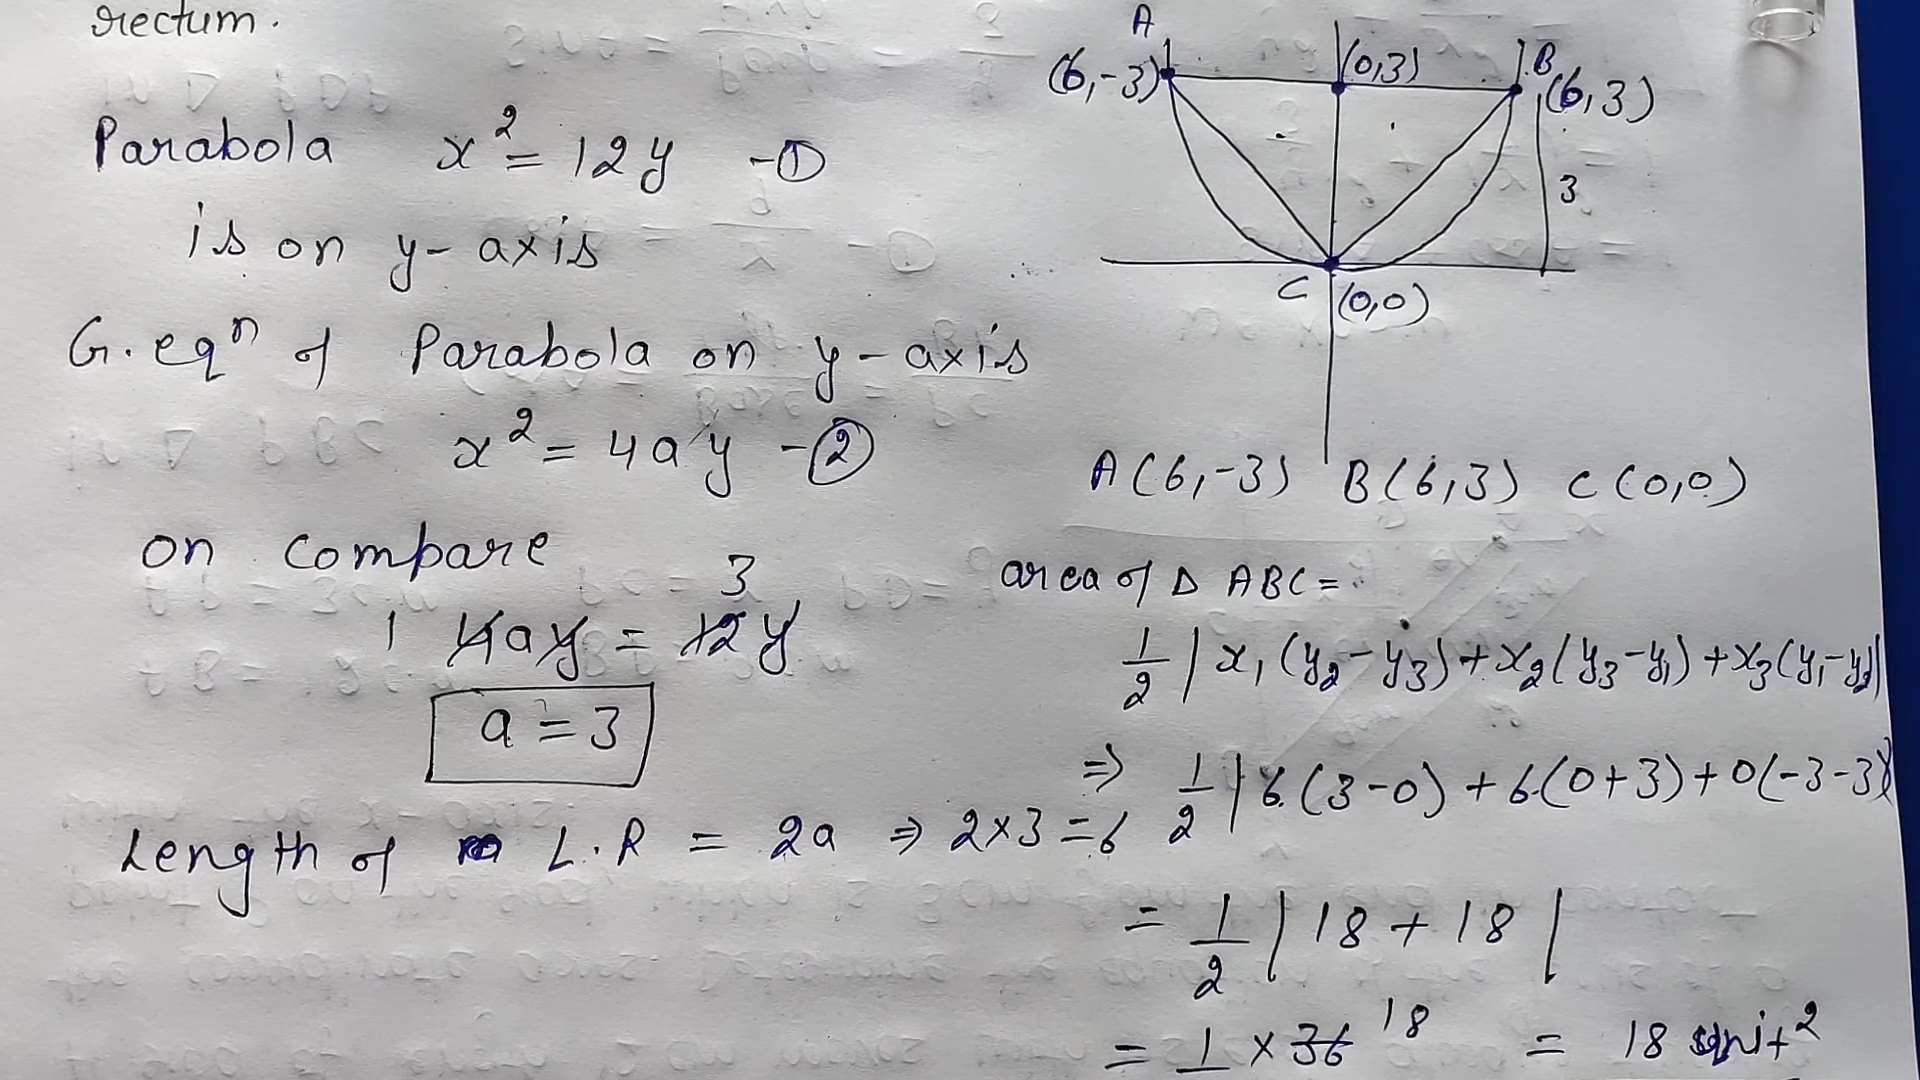 rectum.
Parabola x² = 12y -①
is on y-axis
G. eqⁿ of Parabola on y-axis
x² = 4ay -②
on compare
1 4ay = 12y 3
a = 3
Length of L.R = 2a ⇒ 2×3 = 6
A
(6,-3) (0,3) B (6,3)
3
C (0,0)
A(6,-3) B(6,3) C(0,0)
area of Δ ABC =
1/2 | x₁(y₂-y₃)+x₂(y₃-y₁)+x₃(y₁-y₂)|
⇒ 1/2 | 6.(3-0)+6.(0+3)+0(-3-3)|
= 1/2 | 18 + 18 |
= 1 × 36 18 = 18 unit²